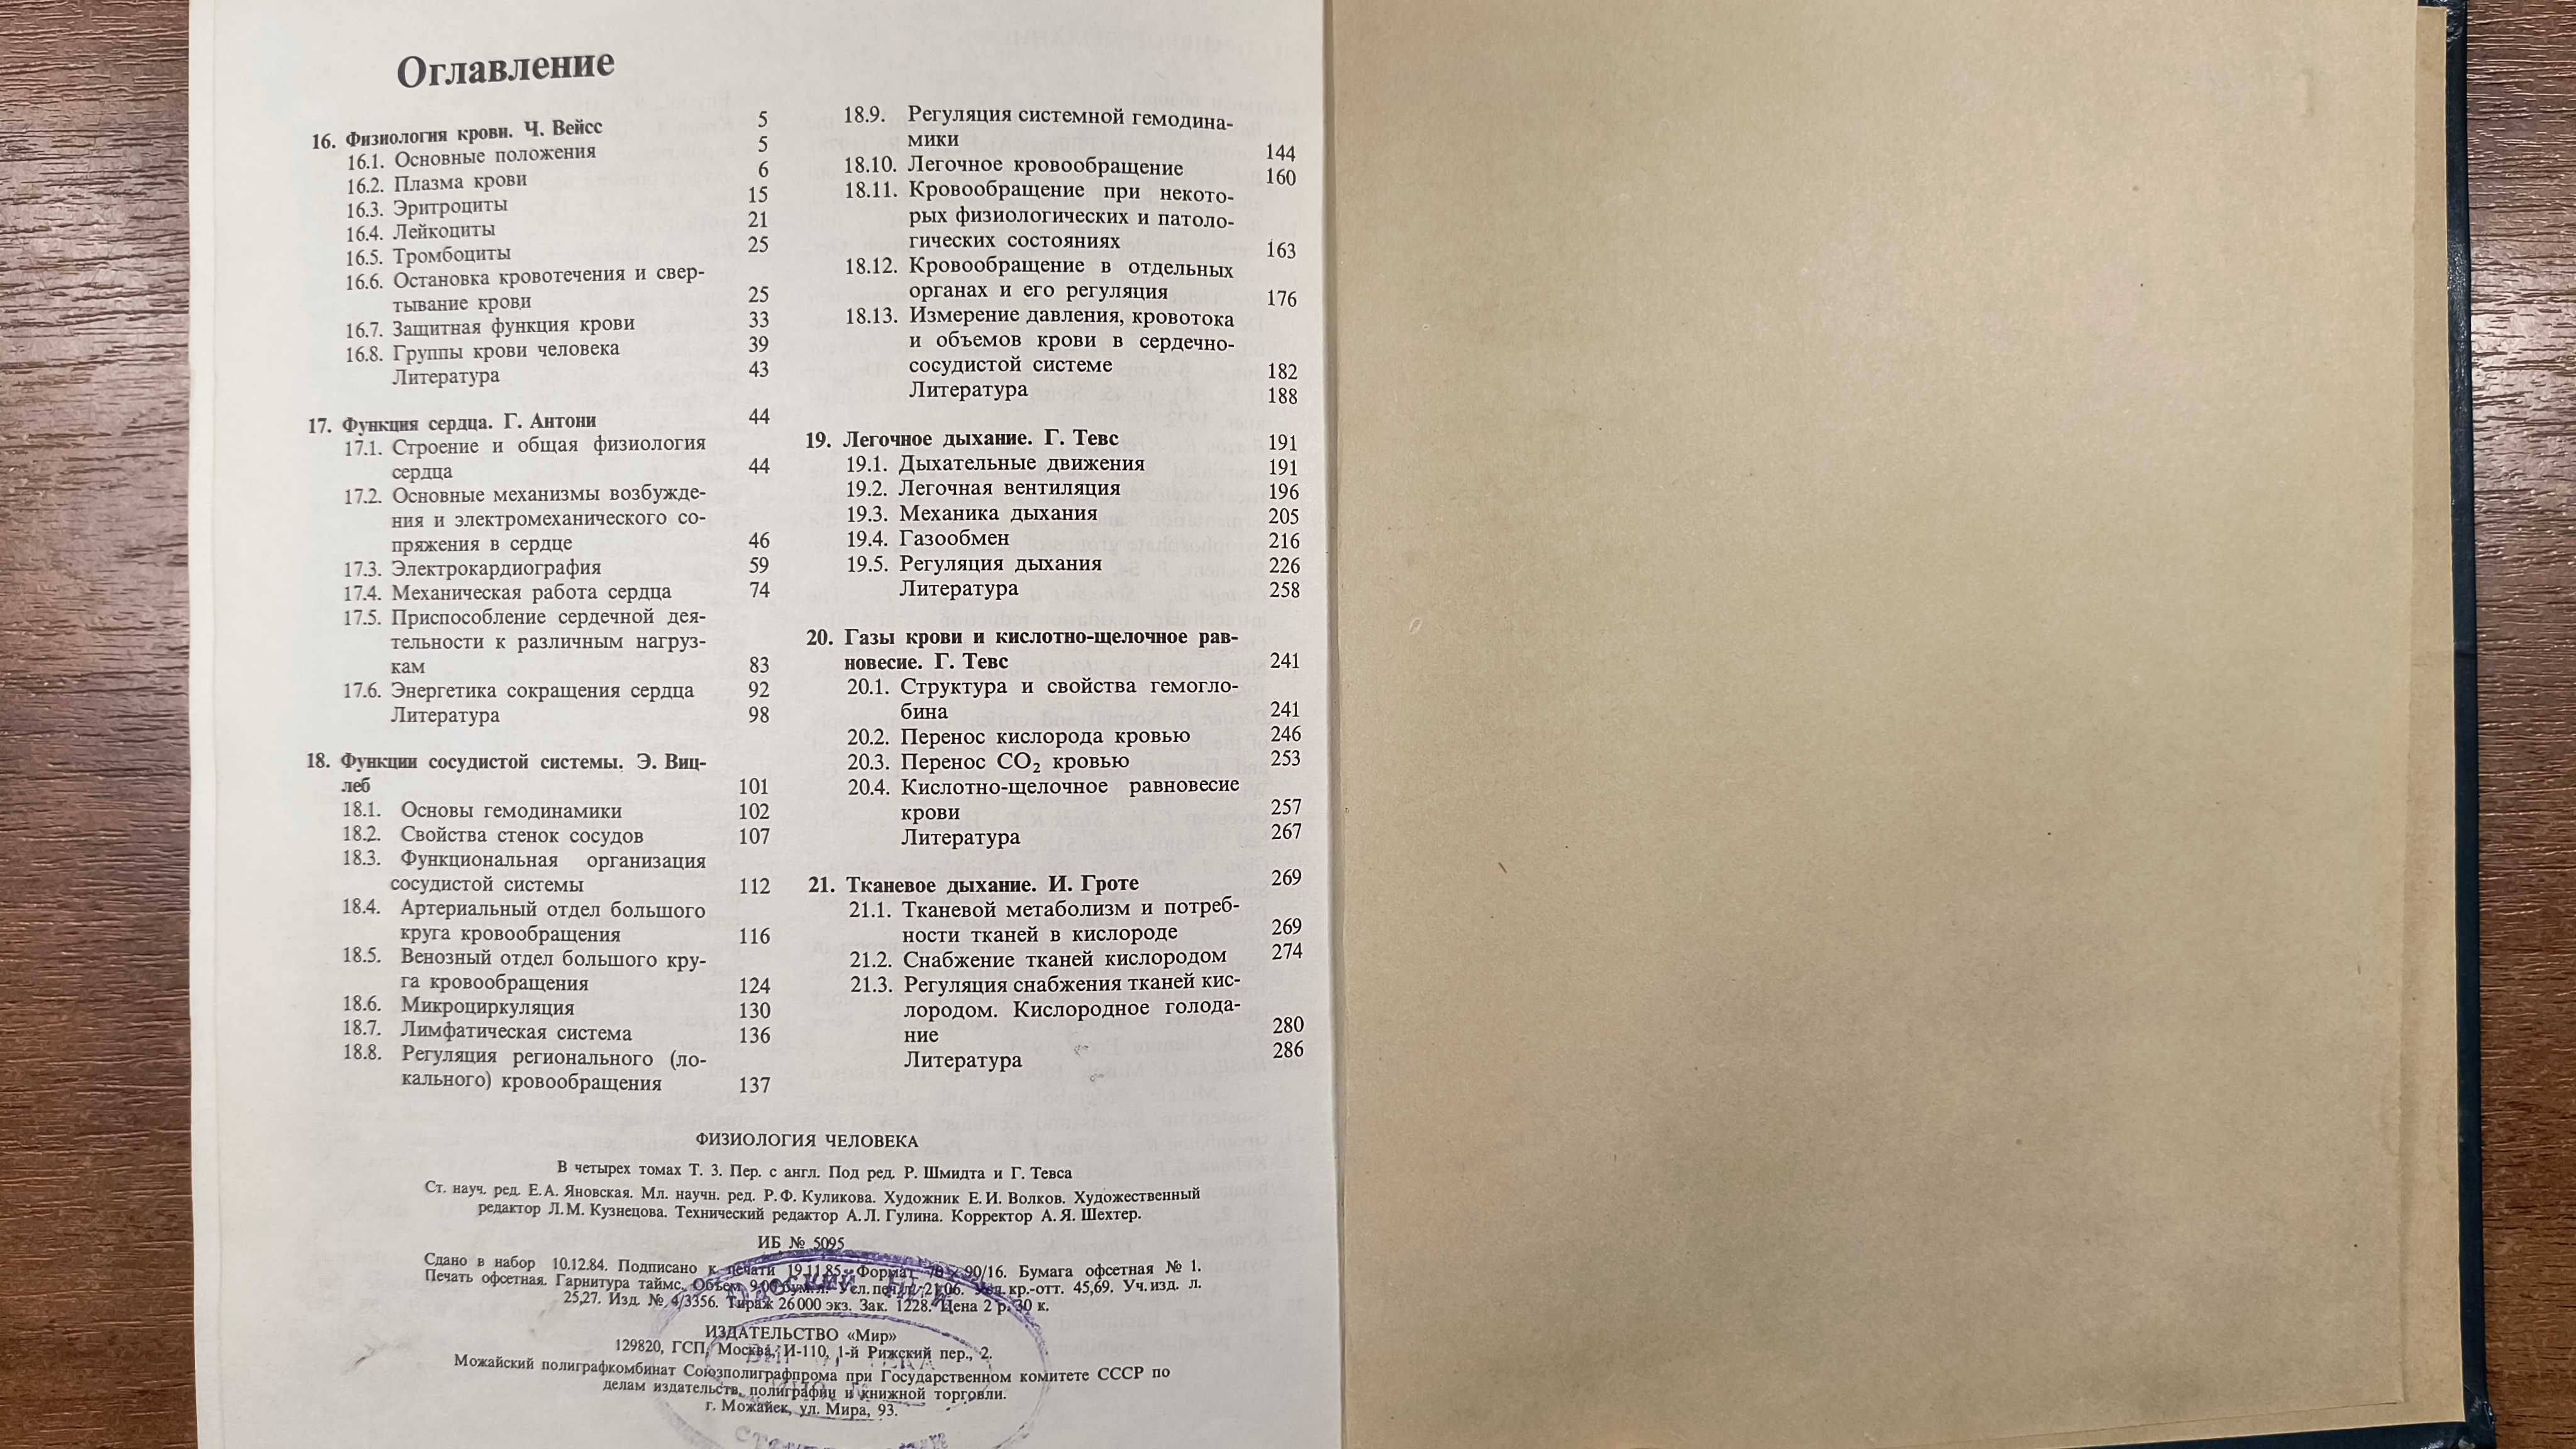 Оглавление
16. Физиология крови. Ч. Вейсс 5
16.1. Основные положения 5
16.2. Плазма крови 6
16.3. Эритроциты 15
16.4. Лейкоциты 21
16.5. Тромбоциты 25
16.6. Остановка кровотечения и свер-
тывание крови 25
16.7. Защитная функция крови 33
16.8. Группы крови человека 39
Литература 43
17. Функция сердца. Г. Антони 44
17.1. Строение и общая физиология
сердца 44
17.2. Основные механизмы возбужде-
ния и электромеханического со-
пряжения в сердце 46
17.3. Электрокардиография 59
17.4. Механическая работа сердца 74
17.5. Приспособление сердечной дея-
тельности к различным нагруз-
кам 83
17.6. Энергетика сокращения сердца 92
Литература 98
18. Функции сосудистой системы. Э. Виц-
леб 101
18.1. Основы гемодинамики 102
18.2. Свойства стенок сосудов 107
18.3. Функциональная организация
сосудистой системы 112
18.4. Артериальный отдел большого
круга кровообращения 116
18.5. Венозный отдел большого кру-
га кровообращения 124
18.6. Микроциркуляция 130
18.7. Лимфатическая система 136
18.8. Регуляция регионального (ло-
кального) кровообращения 137
18.9. Регуляция системной гемодина-
мики 144
18.10. Легочное кровообращение 160
18.11. Кровообращение при некото-
рых физиологических и патоло-
гических состояниях 163
18.12. Кровообращение в отдельных
органах и его регуляция 176
18.13. Измерение давления, кровотока
и объемов крови в сердечно-
сосудистой системе 182
Литература 188
19. Легочное дыхание. Г. Тевс 191
19.1. Дыхательные движения 191
19.2. Легочная вентиляция 196
19.3. Механика дыхания 205
19.4. Газообмен 216
19.5. Регуляция дыхания 226
Литература 258
20. Газы крови и кислотно-щелочное рав-
новесие. Г. Тевс 241
20.1. Структура и свойства гемогло-
бина 241
20.2. Перенос кислорода кровью 246
20.3. Перенос CO₂ кровью 253
20.4. Кислотно-щелочное равновесие
крови 257
Литература 267
21. Тканевое дыхание. И. Гроте 269
21.1. Тканевой метаболизм и потреб-
ности тканей в кислороде 269
21.2. Снабжение тканей кислородом 274
21.3. Регуляция снабжения тканей кис-
лородом. Кислородное голода-
ние 280
Литература 286
ФИЗИОЛОГИЯ ЧЕЛОВЕКА
В четырех томах Т. 3. Пер. с англ. Под ред. Р. Шмидта и Г. Тевса
Ст. науч. ред. Е.А. Яновская. Мл. научн. ред. Р.Ф. Куликова. Художник Е.И. Волков. Художественный
редактор Л.М. Кузнецова. Технический редактор А.Л. Гулина. Корректор А.Я. Шехтер.
ИБ № 5095
Сдано в набор 10.12.84. Подписано к печати 19.11.85. Формат 70 × 90/16. Бумага офсетная № 1.
Печать офсетная. Гарнитура таймс. Объем 9,00 бум.л. Усл.печ.л. 21,06. Усл.кр.-отт. 45,69. Уч.изд. л.
25,27. Изд. № 4/3356. Тираж 26000 экз. Зак. 1228. Цена 2 р. 30 к.
ИЗДАТЕЛЬСТВО «Мир»
129820, ГСП, Москва, И-110, 1-й Рижский пер., 2.
Можайский полиграфкомбинат Союзполиграфпрома при Государственном комитете СССР по
делам издательств, полиграфии и книжной торговли.
г. Можайск, ул. Мира, 93.